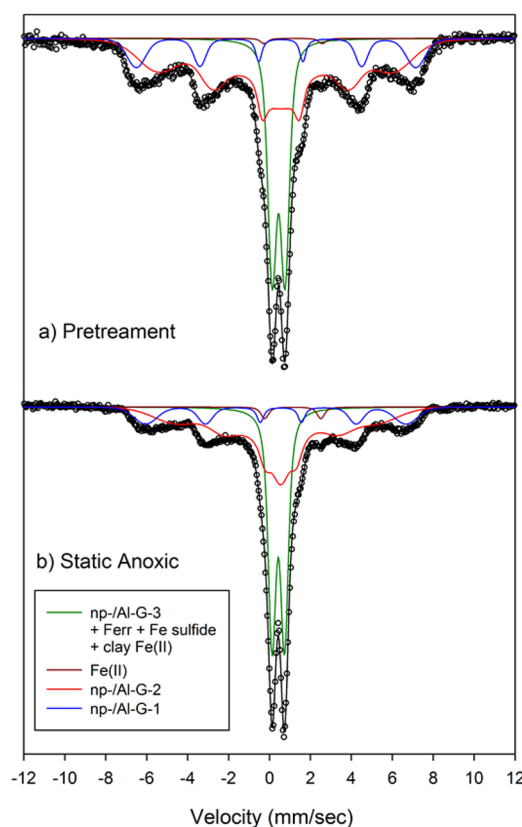 a) Pretreament
b) Static Anoxic
np-/Al-G-3
+ Ferr + Fe sulfide
+ clay Fe(II)
Fe(II)
np-/Al-G-2
np-/Al-G-1
-12 -10 -8 -6 -4 -2 0 2 4 6 8 10 12
Velocity (mm/sec)